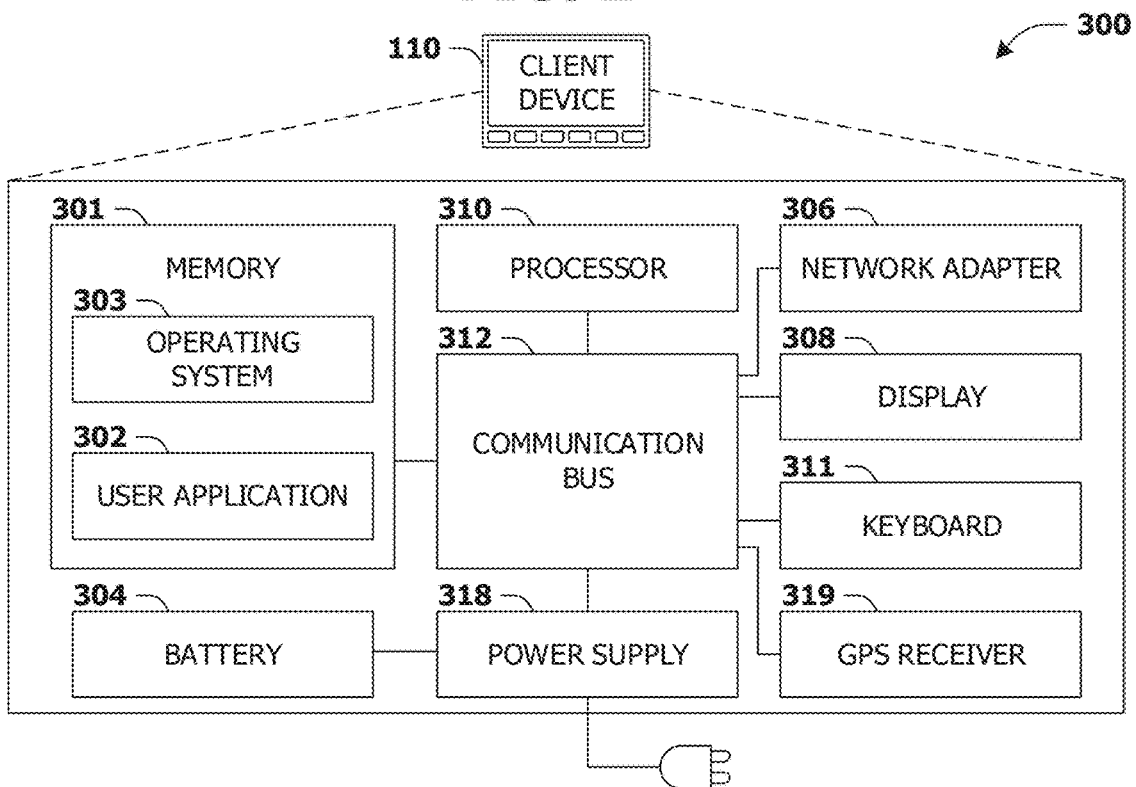 300
110
CLIENT
DEVICE
301
MEMORY
303
OPERATING
SYSTEM
302
USER APPLICATION
304
BATTERY
310
PROCESSOR
312
COMMUNICATION
BUS
318
POWER SUPPLY
306
NETWORK ADAPTER
308
DISPLAY
311
KEYBOARD
319
GPS RECEIVER